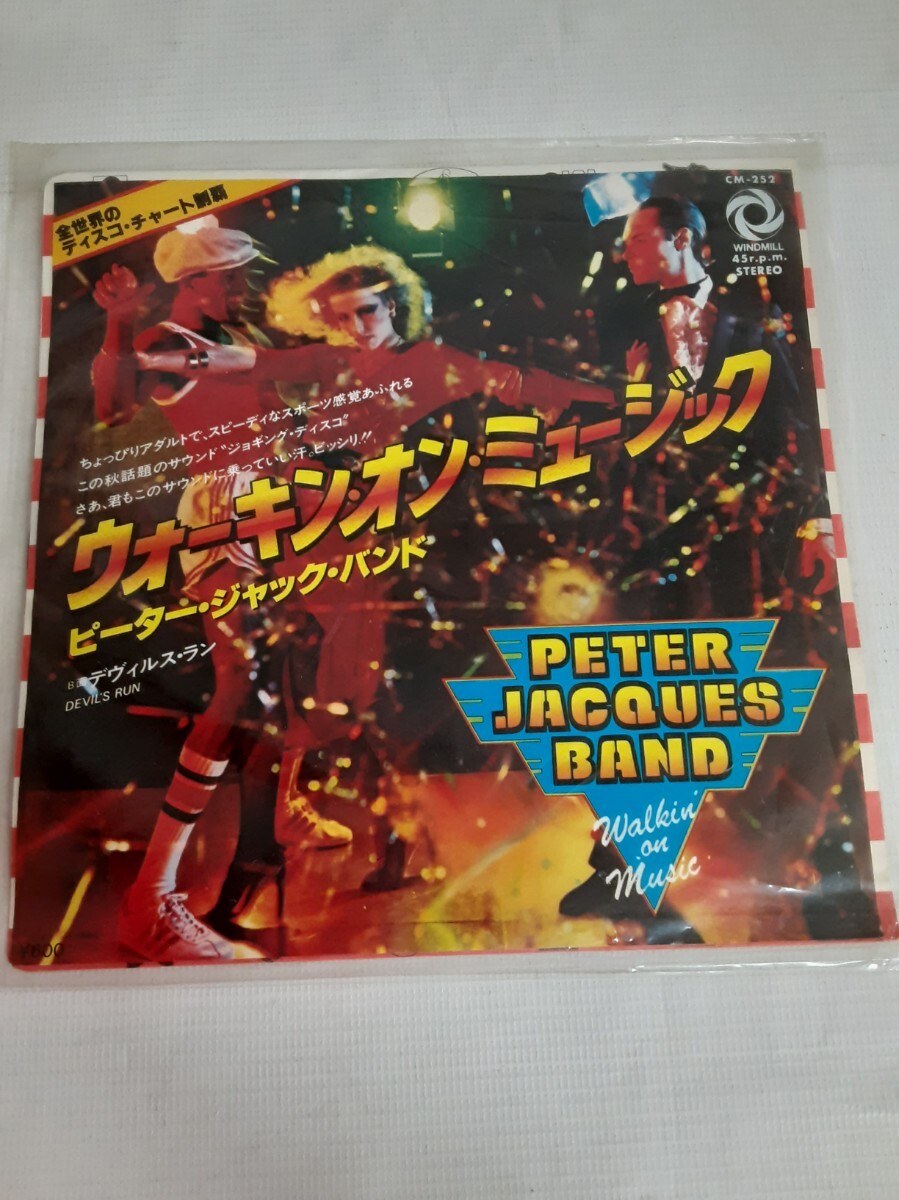 全世界の
ディスコ・チャート制覇
CM-252
WINDMILL
45r.p.m.
STEREO
ちょっぴりアダルトで、スピーディなスポーツ感覚あふれる
この秋話題のサウンド"ジョギング・ディスコ"
さあ、君もこのサウンドに乗っていい汗。ビッシリ!!
ウォーキン・オン・ミュージック
ピーター・ジャック・バンド
デヴィルス・ラン
DEVIL'S RUN
PETER
JACQUES
BAND
Walkin'
on
Music
¥600